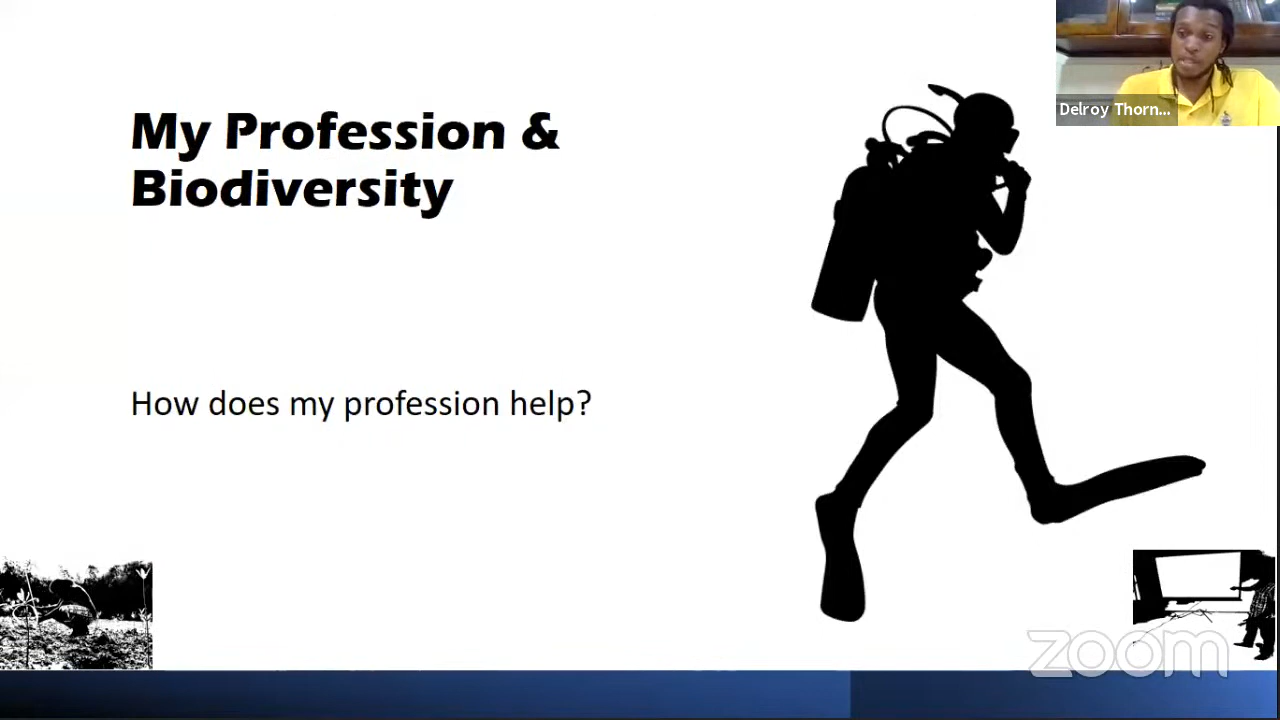 My Profession &
Biodiversity
Delroy Thorn...
How does my profession help?
zoom